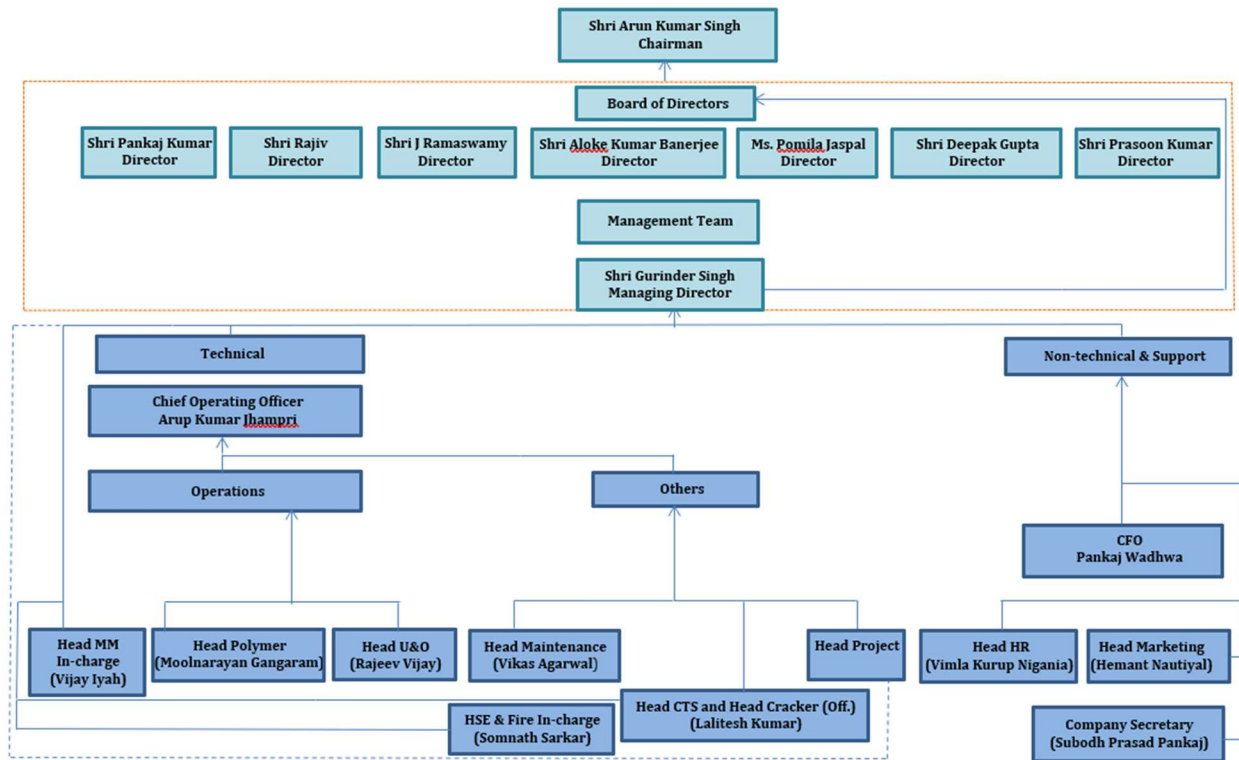 Shri Arun Kumar Singh
Chairman
Board of Directors
Shri Pankaj Kumar
Director
Shri Rajiv
Director
Shri J Ramaswamy
Director
Shri Aloke Kumar Banerjee
Director
Ms. Pomila Jaspal
Director
Shri Deepak Gupta
Director
Shri Prasoon Kumar
Director
Management Team
Shri Gurinder Singh
Managing Director
Technical
Non-technical & Support
Chief Operating Officer
Arup Kumar Jhampri
Operations
Others
CFO
Pankaj Wadhwa
Head MM
In-charge
(Vijay Iyah)
Head Polymer
(Moolnarayan Gangaram)
Head U&O
(Rajeev Vijay)
Head Maintenance
(Vikas Agarwal)
Head Project
Head HR
(Vimla Kurup Nigania)
Head Marketing
(Hemant Nautiyal)
HSE & Fire In-charge
(Somnath Sarkar)
Head CTS and Head Cracker (Off.)
(Lalitesh Kumar)
Company Secretary
(Subodh Prasad Pankaj)